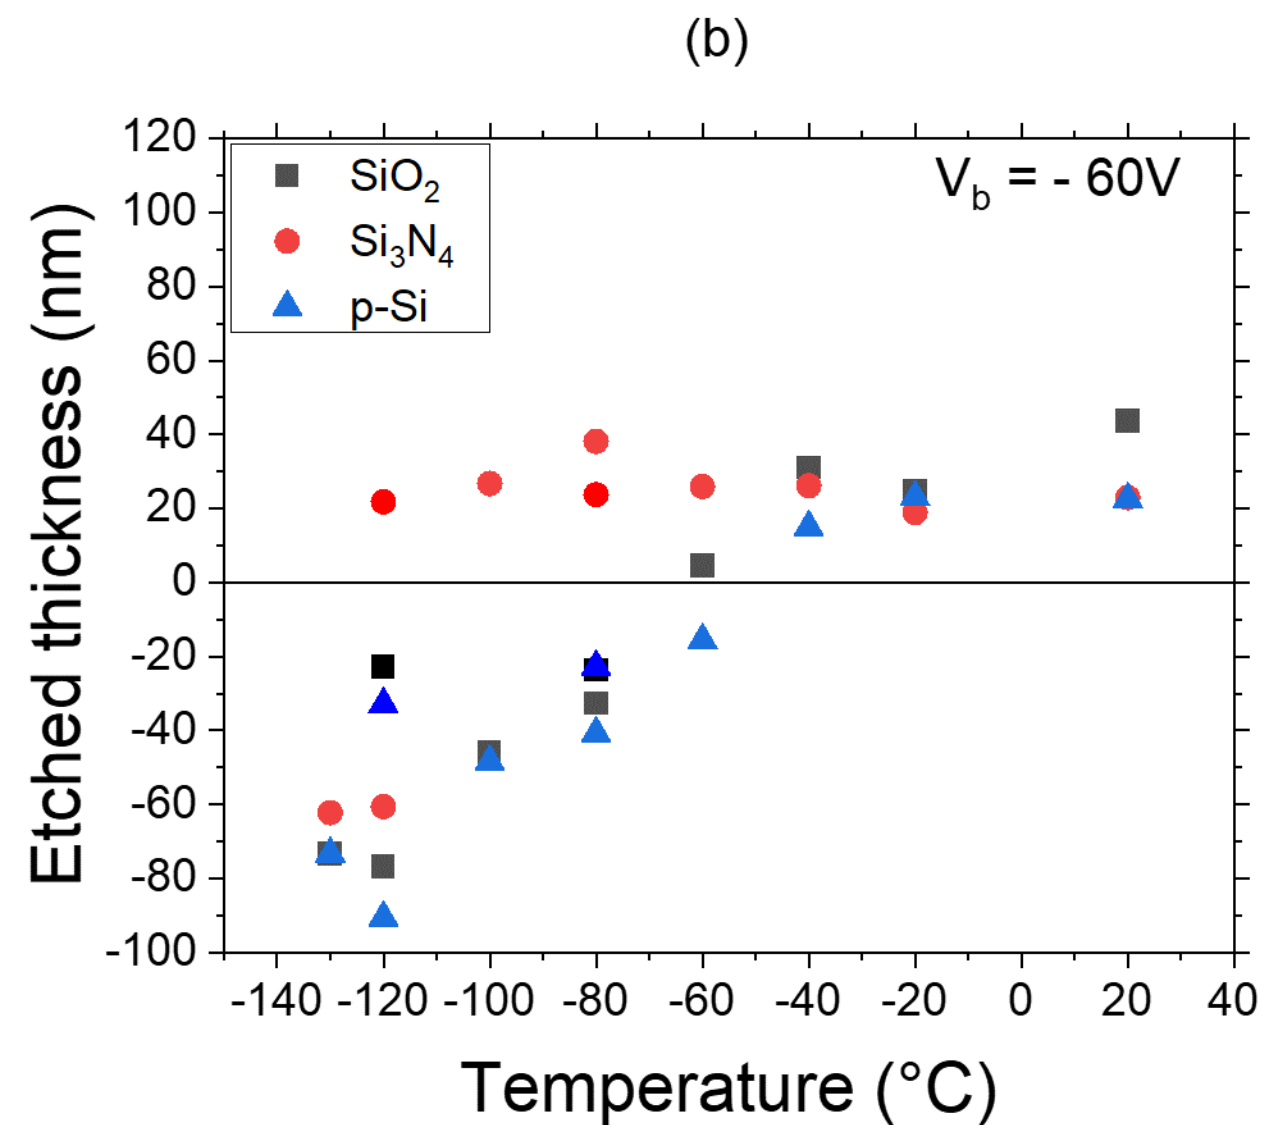 (b)
120
100
80
60
40
20
0
-20
-40
-60
-80
-100
Etched thickness (nm)
SiO₂
Si₃N₄
p-Si
V_b = - 60V
-140 -120 -100 -80 -60 -40 -20 0 20 40
Temperature (°C)